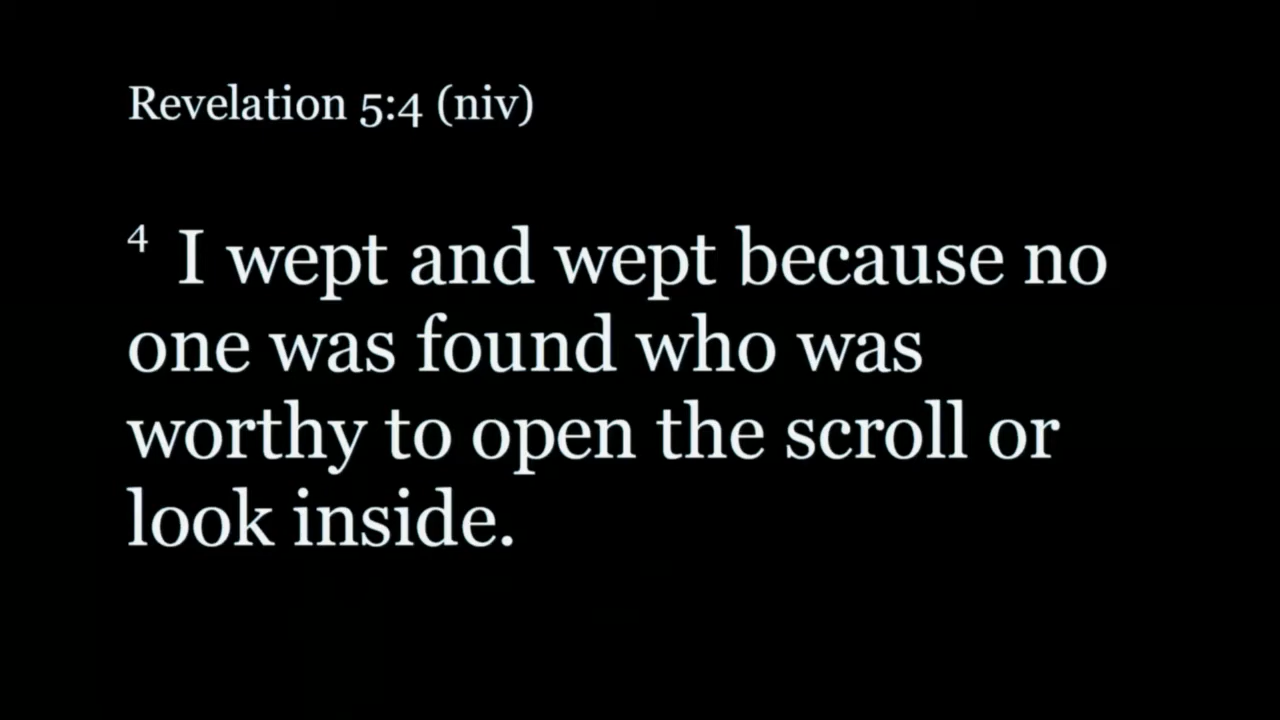 Revelation 5:4 (niv)
4 I wept and wept because no
one was found who was
worthy to open the scroll or
look inside.